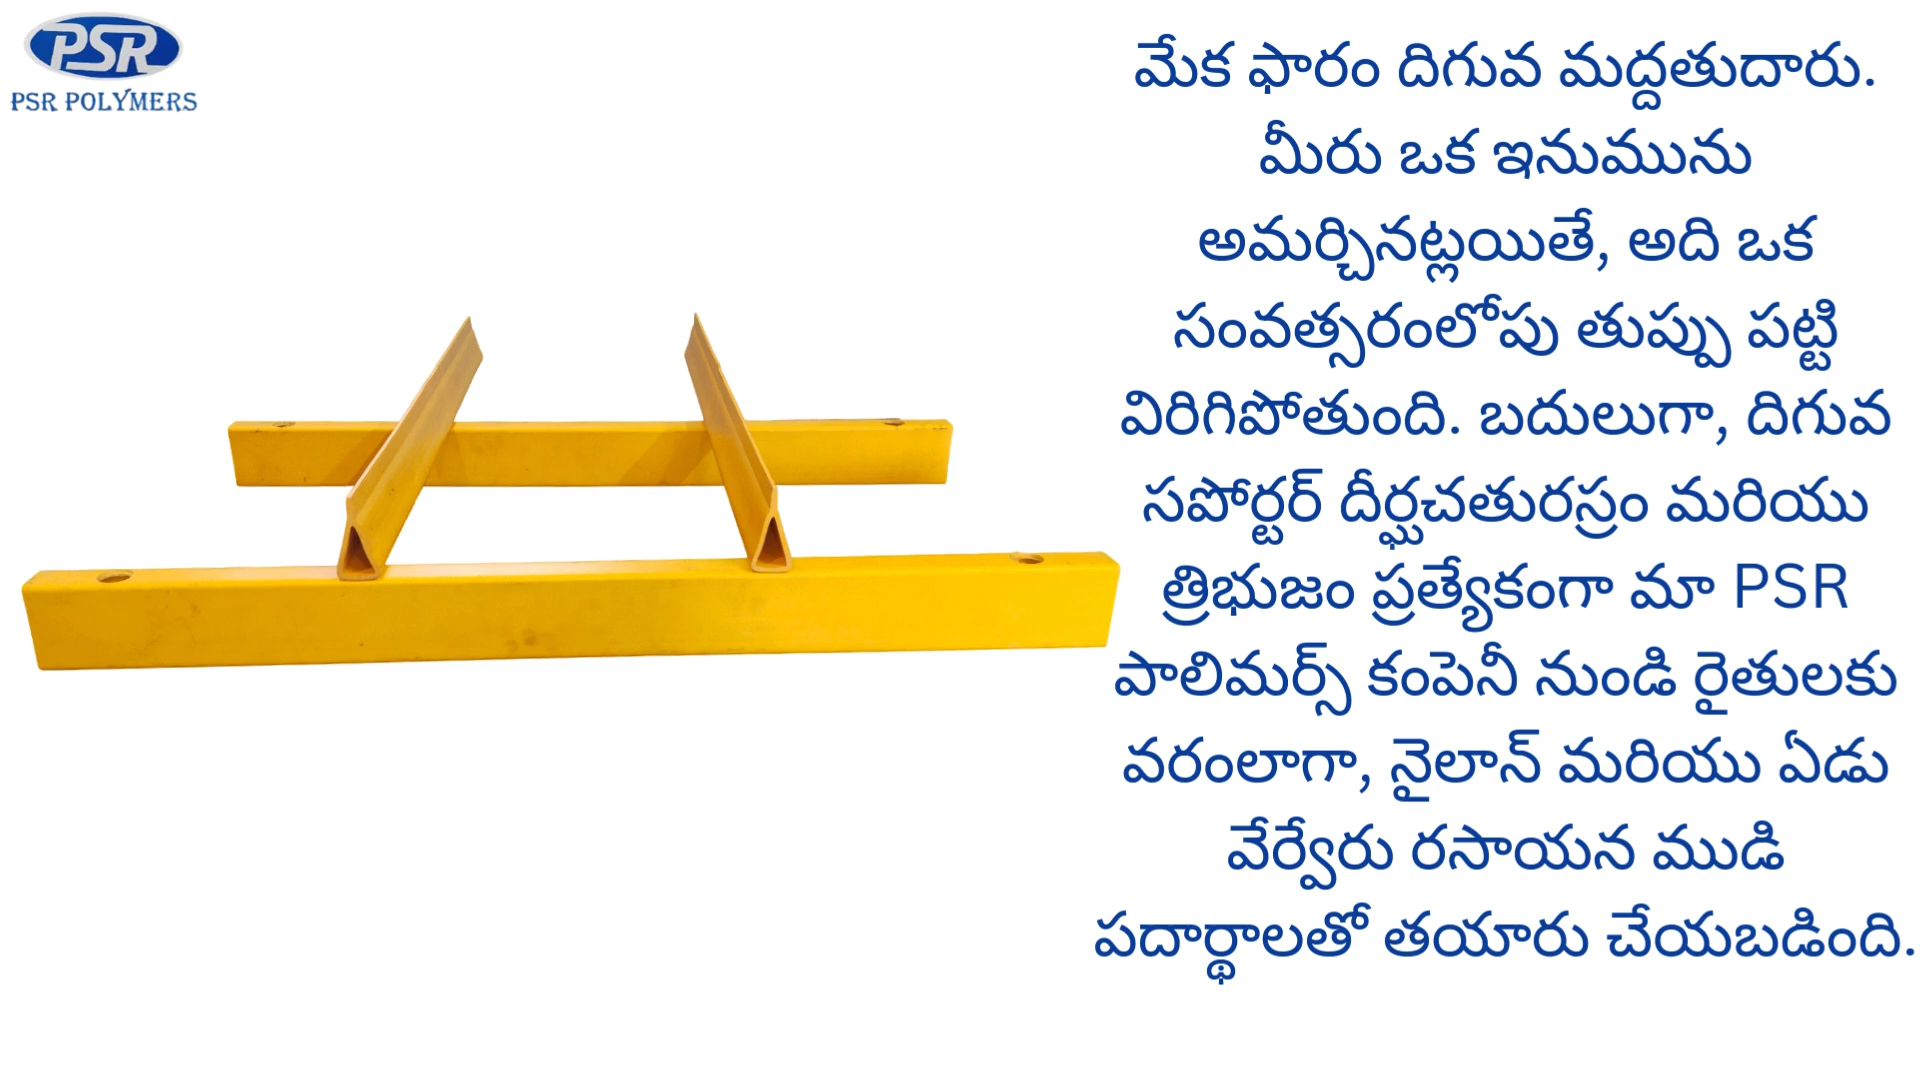 PSR
PSR POLYMERS
మేక ఫారం దిగువ మద్దతుదారు.
మీరు ఒక ఇనుమును
అమర్చినట్లయితే, అది ఒక
సంవత్సరంలోపు తుప్పు పట్టి
విరిగిపోతుంది. బదులుగా, దిగువ
సపోర్టర్ దీర్ఘచతురస్రం మరియు
త్రిభుజం ప్రత్యేకంగా మా PSR
పాలిమర్స్ కంపెనీ నుండి రైతులకు
వరంలాగా, నైలాన్ మరియు ఏడు
వేర్వేరు రసాయన ముడి
పదార్థాలతో తయారు చేయబడింది.